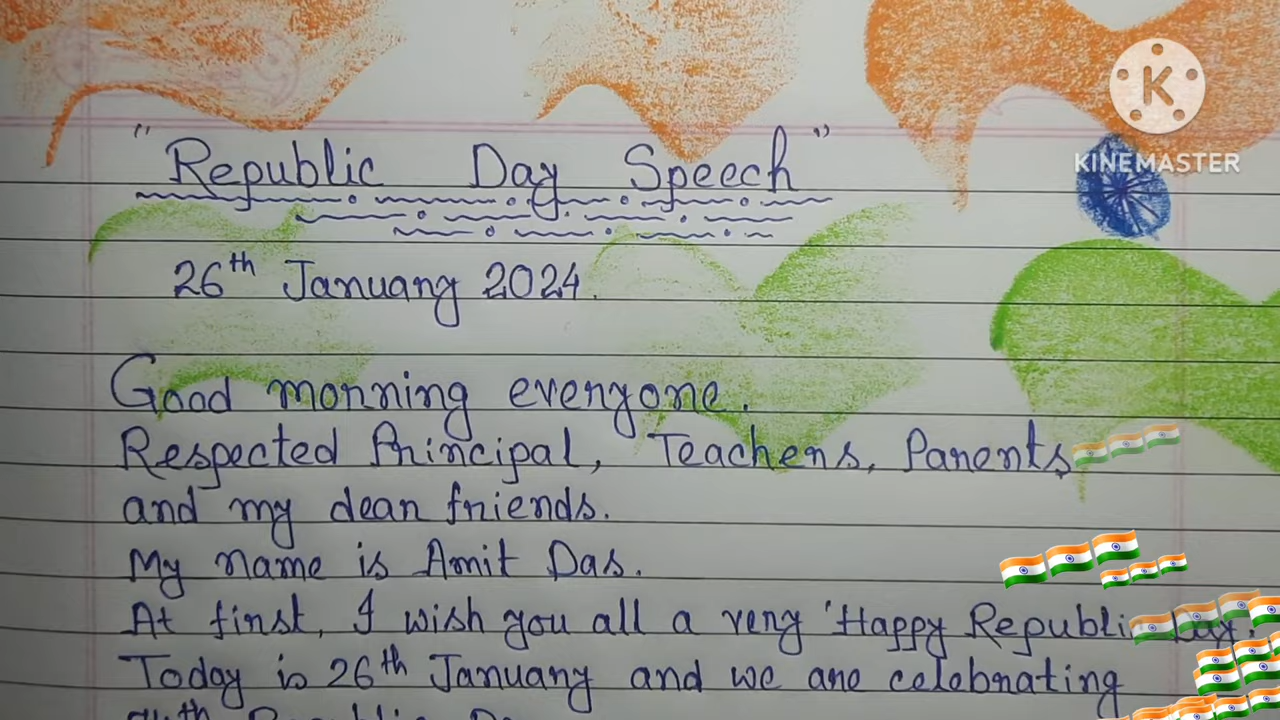 "Republic Day Speech"
26th January 2024.
Good morning everyone.
Respected Principal, Teachers, Parents
and my dear friends.
My name is Amit Das.
At first, I wish you all a very 'Happy Republic Day.
Today is 26th January and we are celebrating
Republic
KINEMASTER